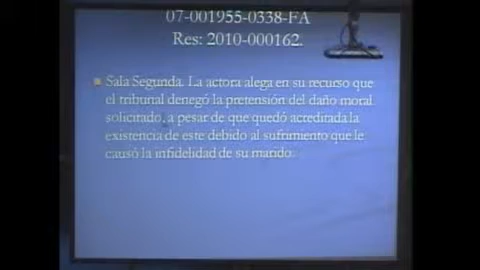 07-001955-0338-FA
Res: 2010-000162.
Sala Segunda. La actora alega en su recurso que
el tribunal denegó la pretensión del daño moral
solicitado, a pesar de que quedó acreditada la
existencia de este debido al sufrimiento que le
causó la infidelidad de su marido.